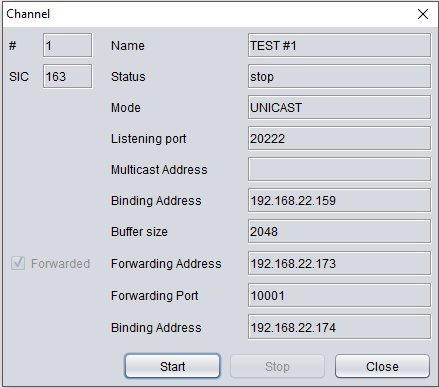 Channel
# 1 Name TEST #1
SIC 163 Status stop
Mode UNICAST
Listening port 20222
Multicast Address
Binding Address 192.168.22.159
Buffer size 2048
Forwarded Forwarding Address 192.168.22.173
Forwarding Port 10001
Binding Address 192.168.22.174
Start Stop Close